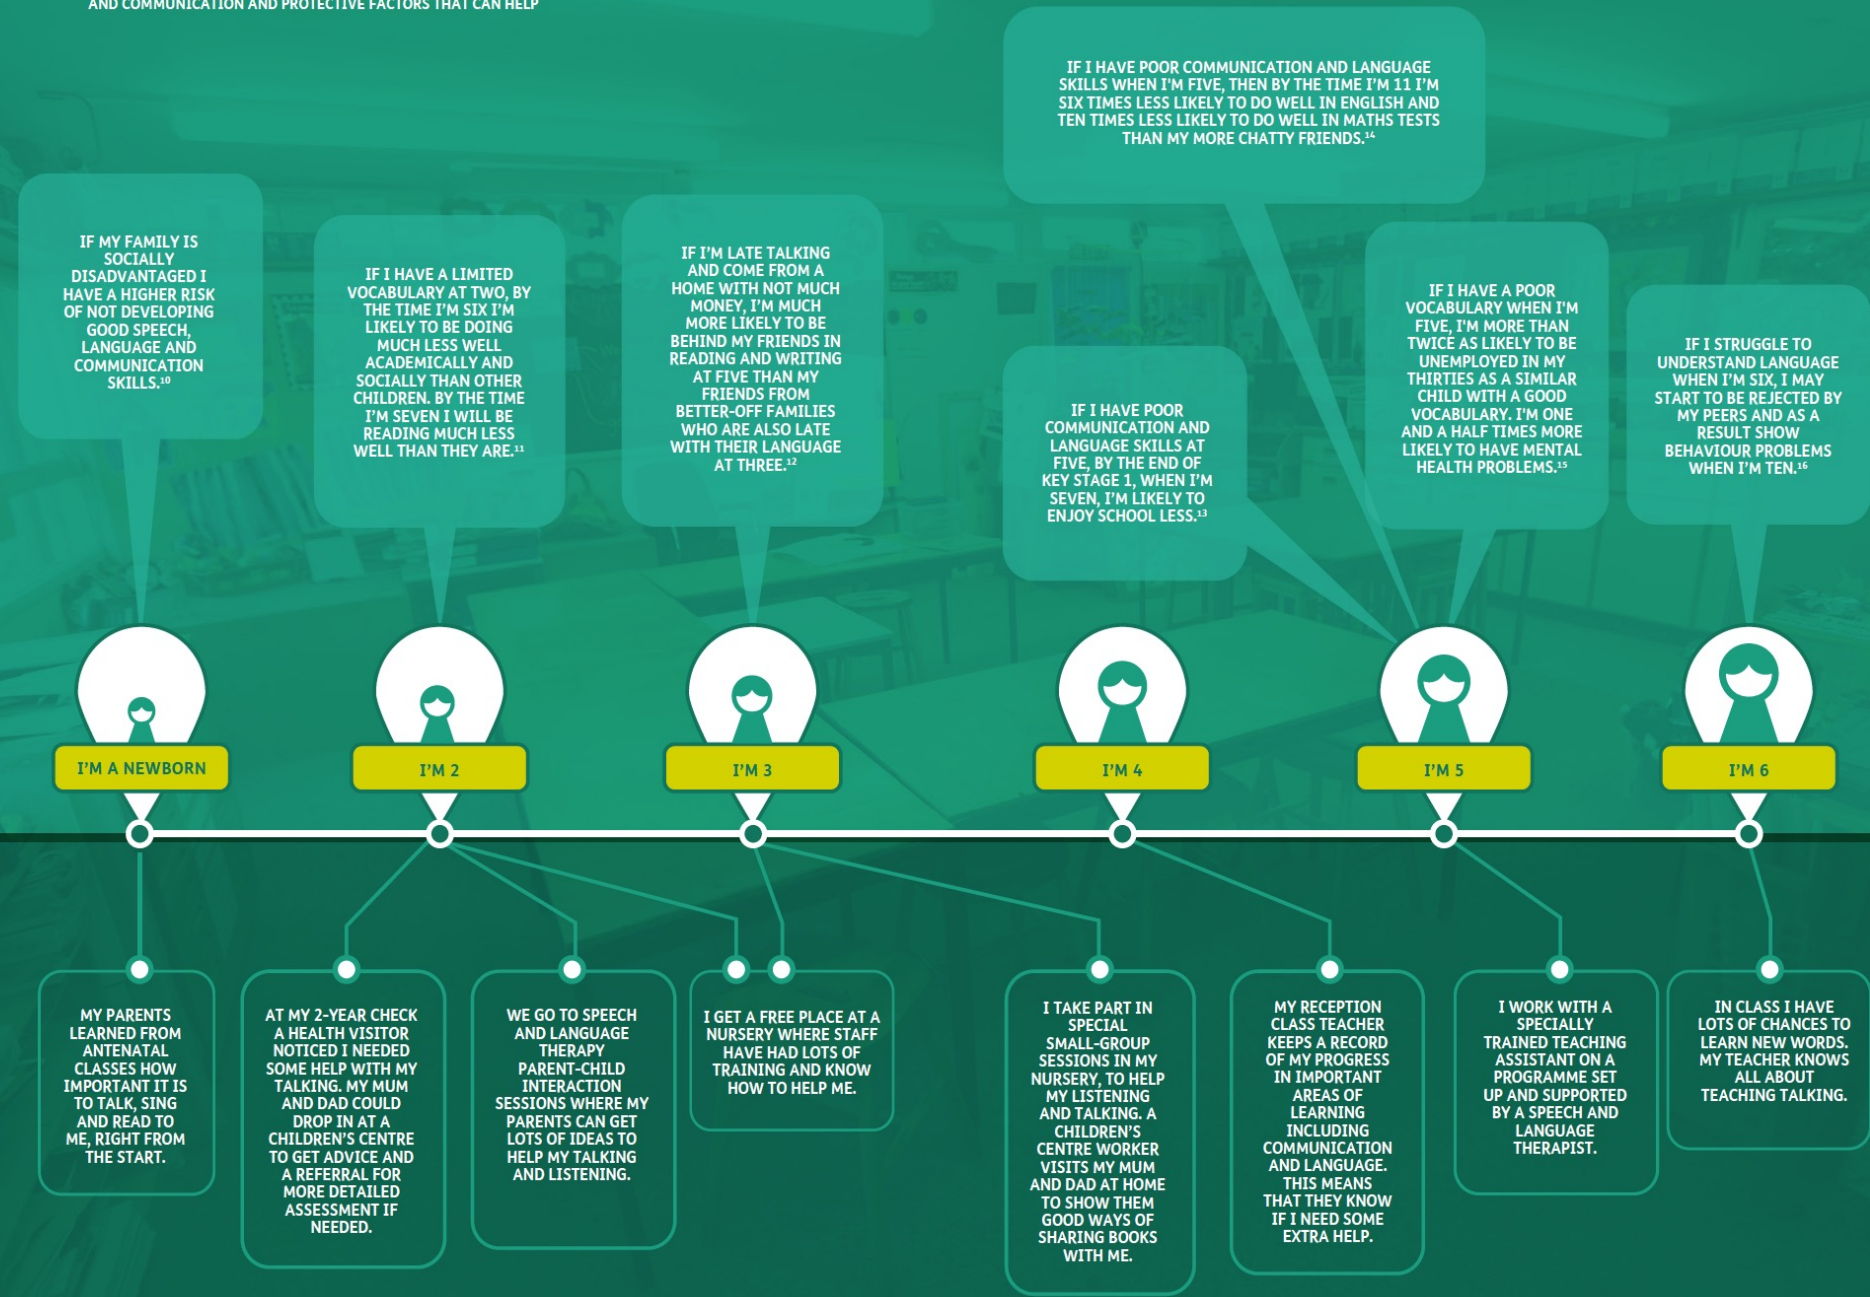 AND COMMUNICATION AND PROTECTIVE FACTORS THAT CAN HELP
IF MY FAMILY IS
SOCIALLY
DISADVANTAGED I
HAVE A HIGHER RISK
OF NOT DEVELOPING
GOOD SPEECH,
LANGUAGE AND
COMMUNICATION
SKILLS.¹⁰
IF I HAVE A LIMITED
VOCABULARY AT TWO, BY
THE TIME I’M SIX I’M
LIKELY TO BE DOING
MUCH LESS WELL
ACADEMICALLY AND
SOCIALLY THAN OTHER
CHILDREN. BY THE TIME
I’M SEVEN I WILL BE
READING MUCH LESS
WELL THAN THEY ARE.¹¹
IF I’M LATE TALKING
AND COME FROM A
HOME WITH NOT MUCH
MONEY, I’M MUCH
MORE LIKELY TO BE
BEHIND MY FRIENDS IN
READING AND WRITING
AT FIVE THAN MY
FRIENDS FROM
BETTER-OFF FAMILIES
WHO ARE ALSO LATE
WITH THEIR LANGUAGE
AT THREE.¹²
IF I HAVE POOR COMMUNICATION AND LANGUAGE
SKILLS WHEN I'M FIVE, THEN BY THE TIME I’M 11 I’M
SIX TIMES LESS LIKELY TO DO WELL IN ENGLISH AND
TEN TIMES LESS LIKELY TO DO WELL IN MATHS TESTS
THAN MY MORE CHATTY FRIENDS.¹⁴
IF I HAVE POOR
COMMUNICATION AND
LANGUAGE SKILLS AT
FIVE, BY THE END OF
KEY STAGE 1, WHEN I’M
SEVEN, I’M LIKELY TO
ENJOY SCHOOL LESS.¹³
IF I HAVE A POOR
VOCABULARY WHEN I'M
FIVE, I'M MORE THAN
TWICE AS LIKELY TO BE
UNEMPLOYED IN MY
THIRTIES AS A SIMILAR
CHILD WITH A GOOD
VOCABULARY. I'M ONE
AND A HALF TIMES MORE
LIKELY TO HAVE MENTAL
HEALTH PROBLEMS.¹⁵
IF I STRUGGLE TO
UNDERSTAND LANGUAGE
WHEN I’M SIX, I MAY
START TO BE REJECTED BY
MY PEERS AND AS A
RESULT SHOW
BEHAVIOUR PROBLEMS
WHEN I’M TEN.¹⁶
I’M A NEWBORN
I’M 2
I’M 3
I’M 4
I’M 5
I’M 6
MY PARENTS
LEARNED FROM
ANTENATAL
CLASSES HOW
IMPORTANT IT IS
TO TALK, SING
AND READ TO
ME, RIGHT FROM
THE START.
AT MY 2-YEAR CHECK
A HEALTH VISITOR
NOTICED I NEEDED
SOME HELP WITH MY
TALKING. MY MUM
AND DAD COULD
DROP IN AT A
CHILDREN’S CENTRE
TO GET ADVICE AND
A REFERRAL FOR
MORE DETAILED
ASSESSMENT IF
NEEDED.
WE GO TO SPEECH
AND LANGUAGE
THERAPY
PARENT-CHILD
INTERACTION
SESSIONS WHERE MY
PARENTS CAN GET
LOTS OF IDEAS TO
HELP MY TALKING
AND LISTENING.
I GET A FREE PLACE AT A
NURSERY WHERE STAFF
HAVE HAD LOTS OF
TRAINING AND KNOW
HOW TO HELP ME.
I TAKE PART IN
SPECIAL
SMALL-GROUP
SESSIONS IN MY
NURSERY, TO HELP
MY LISTENING
AND TALKING. A
CHILDREN’S
CENTRE WORKER
VISITS MY MUM
AND DAD AT HOME
TO SHOW THEM
GOOD WAYS OF
SHARING BOOKS
WITH ME.
MY RECEPTION
CLASS TEACHER
KEEPS A RECORD
OF MY PROGRESS
IN IMPORTANT
AREAS OF
LEARNING
INCLUDING
COMMUNICATION
AND LANGUAGE.
THIS MEANS
THAT THEY KNOW
IF I NEED SOME
EXTRA HELP.
I WORK WITH A
SPECIALLY
TRAINED TEACHING
ASSISTANT ON A
PROGRAMME SET
UP AND SUPPORTED
BY A SPEECH AND
LANGUAGE
THERAPIST.
IN CLASS I HAVE
LOTS OF CHANCES TO
LEARN NEW WORDS.
MY TEACHER KNOWS
ALL ABOUT
TEACHING TALKING.